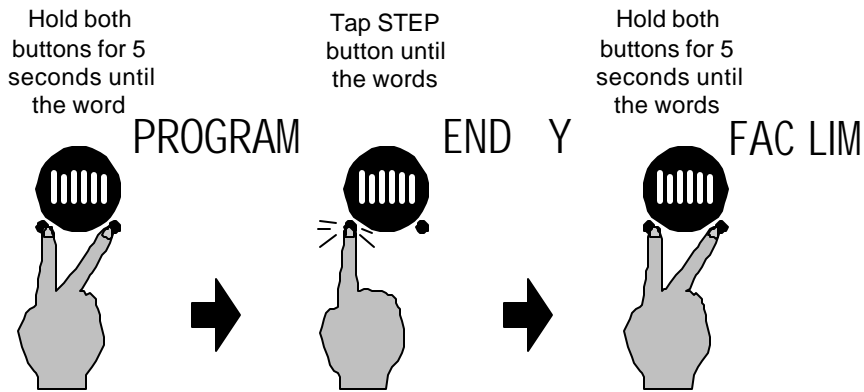 Hold both
buttons for 5
seconds until
the word
PROGRAM
Tap STEP
button until
the words
END Y
Hold both
buttons for 5
seconds until
the words
FAC LIM